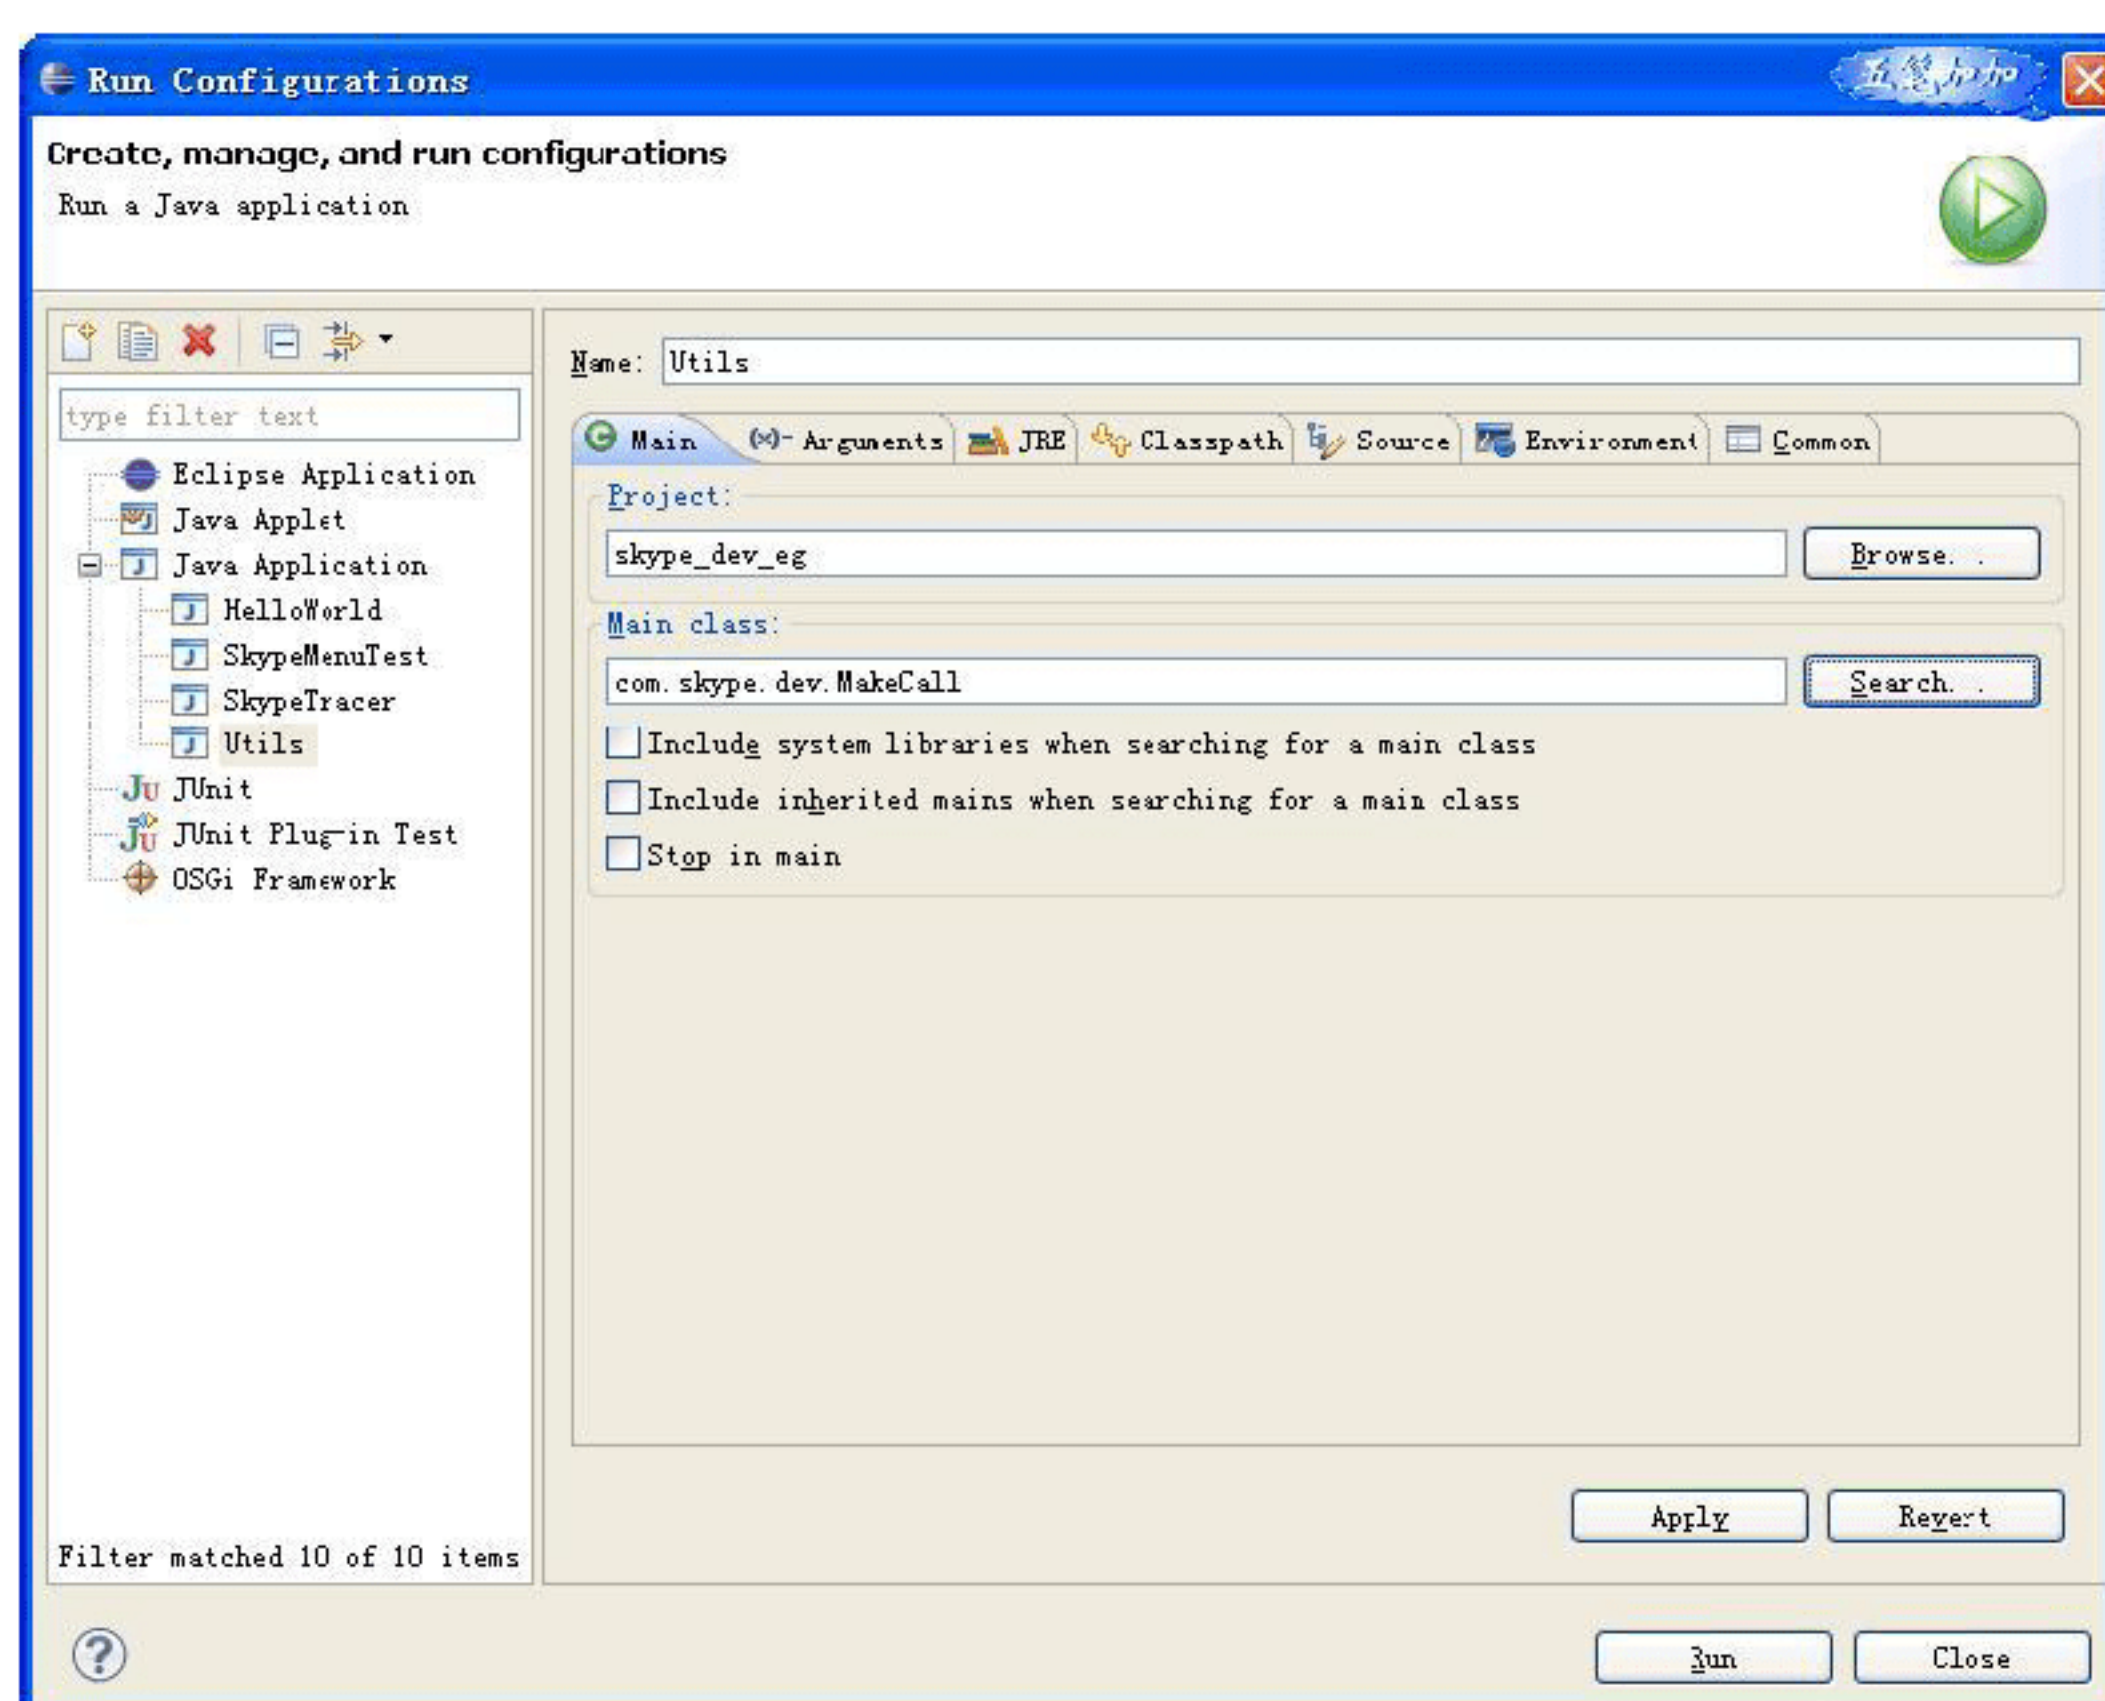 Run Configurations
五笔加加
Create, manage, and run configurations
Run a Java application
type filter text
Eclipse Application
Java Applet
Java Application
HelloWorld
SkypeMenuTest
SkypeTracer
Utils
JUnit
JUnit Plug-in Test
OSGi Framework
Filter matched 10 of 10 items
Name: Utils
Main (x)= Arguments JRE Classpath Source Environment Common
Project:
skype_dev_eg Browse. .
Main class:
com.skype.dev.MakeCall Search. .
Include system libraries when searching for a main class
Include inherited mains when searching for a main class
Stop in main
Apply Revert
Run Close